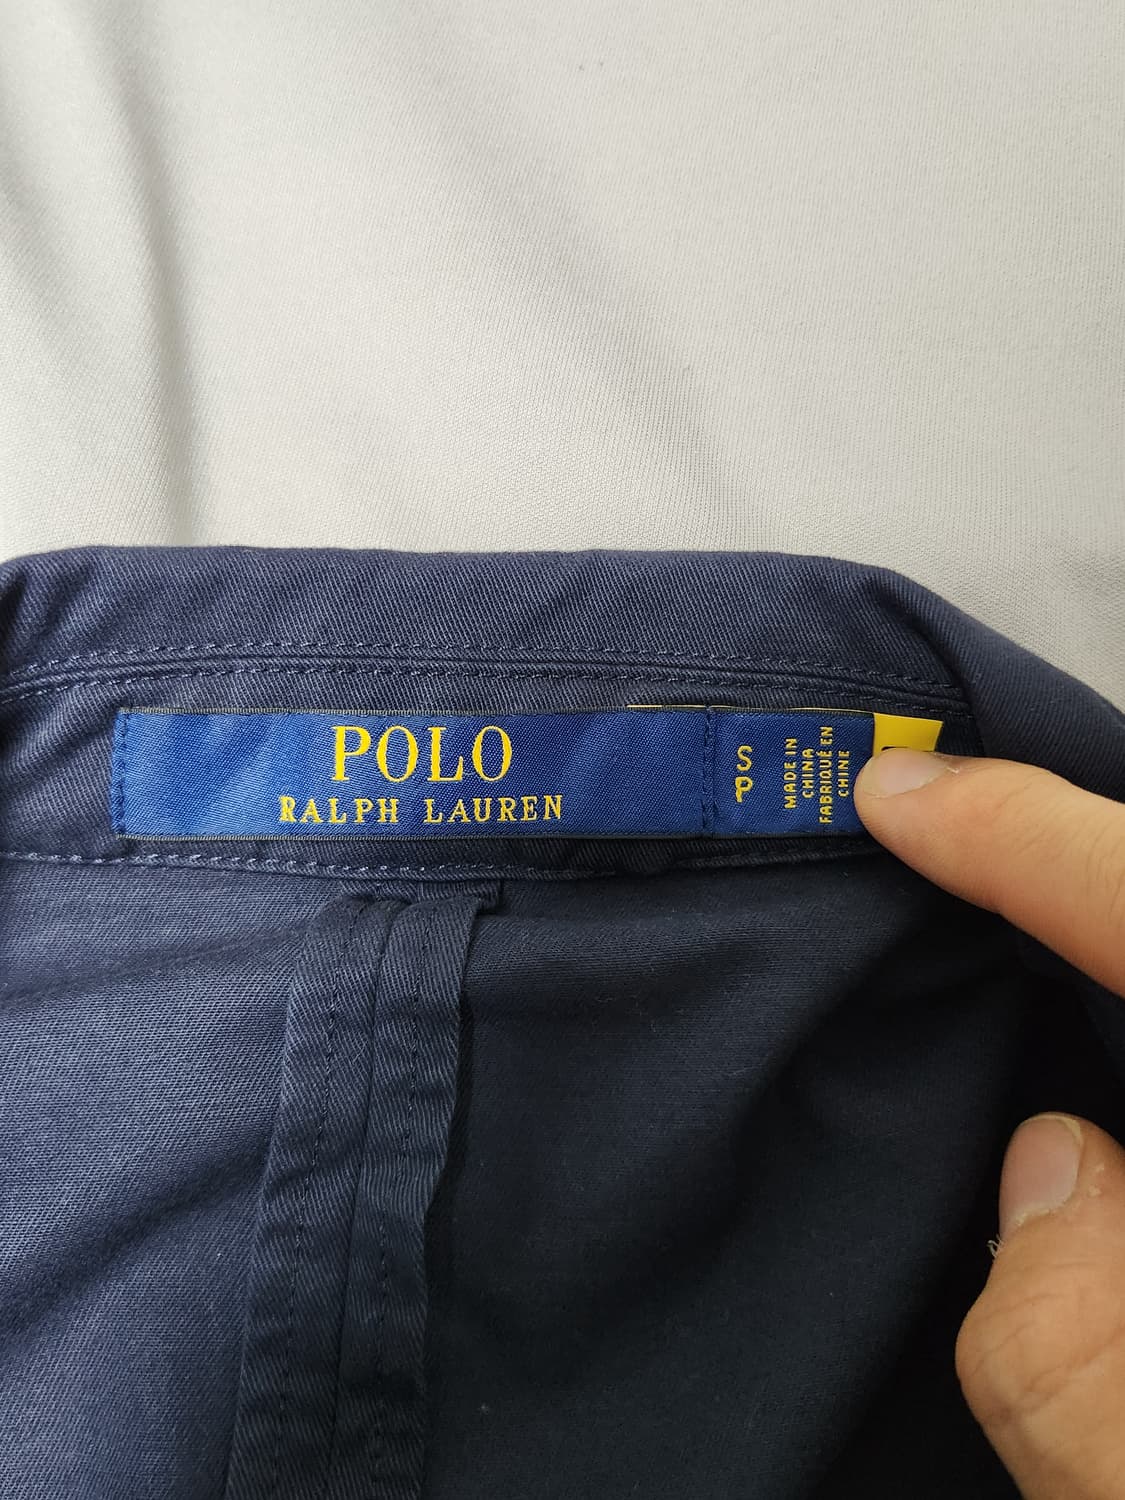 POLO
RALPH LAUREN
S
P
MADE IN
CHINA
FABRIQUÉ EN
CHINE